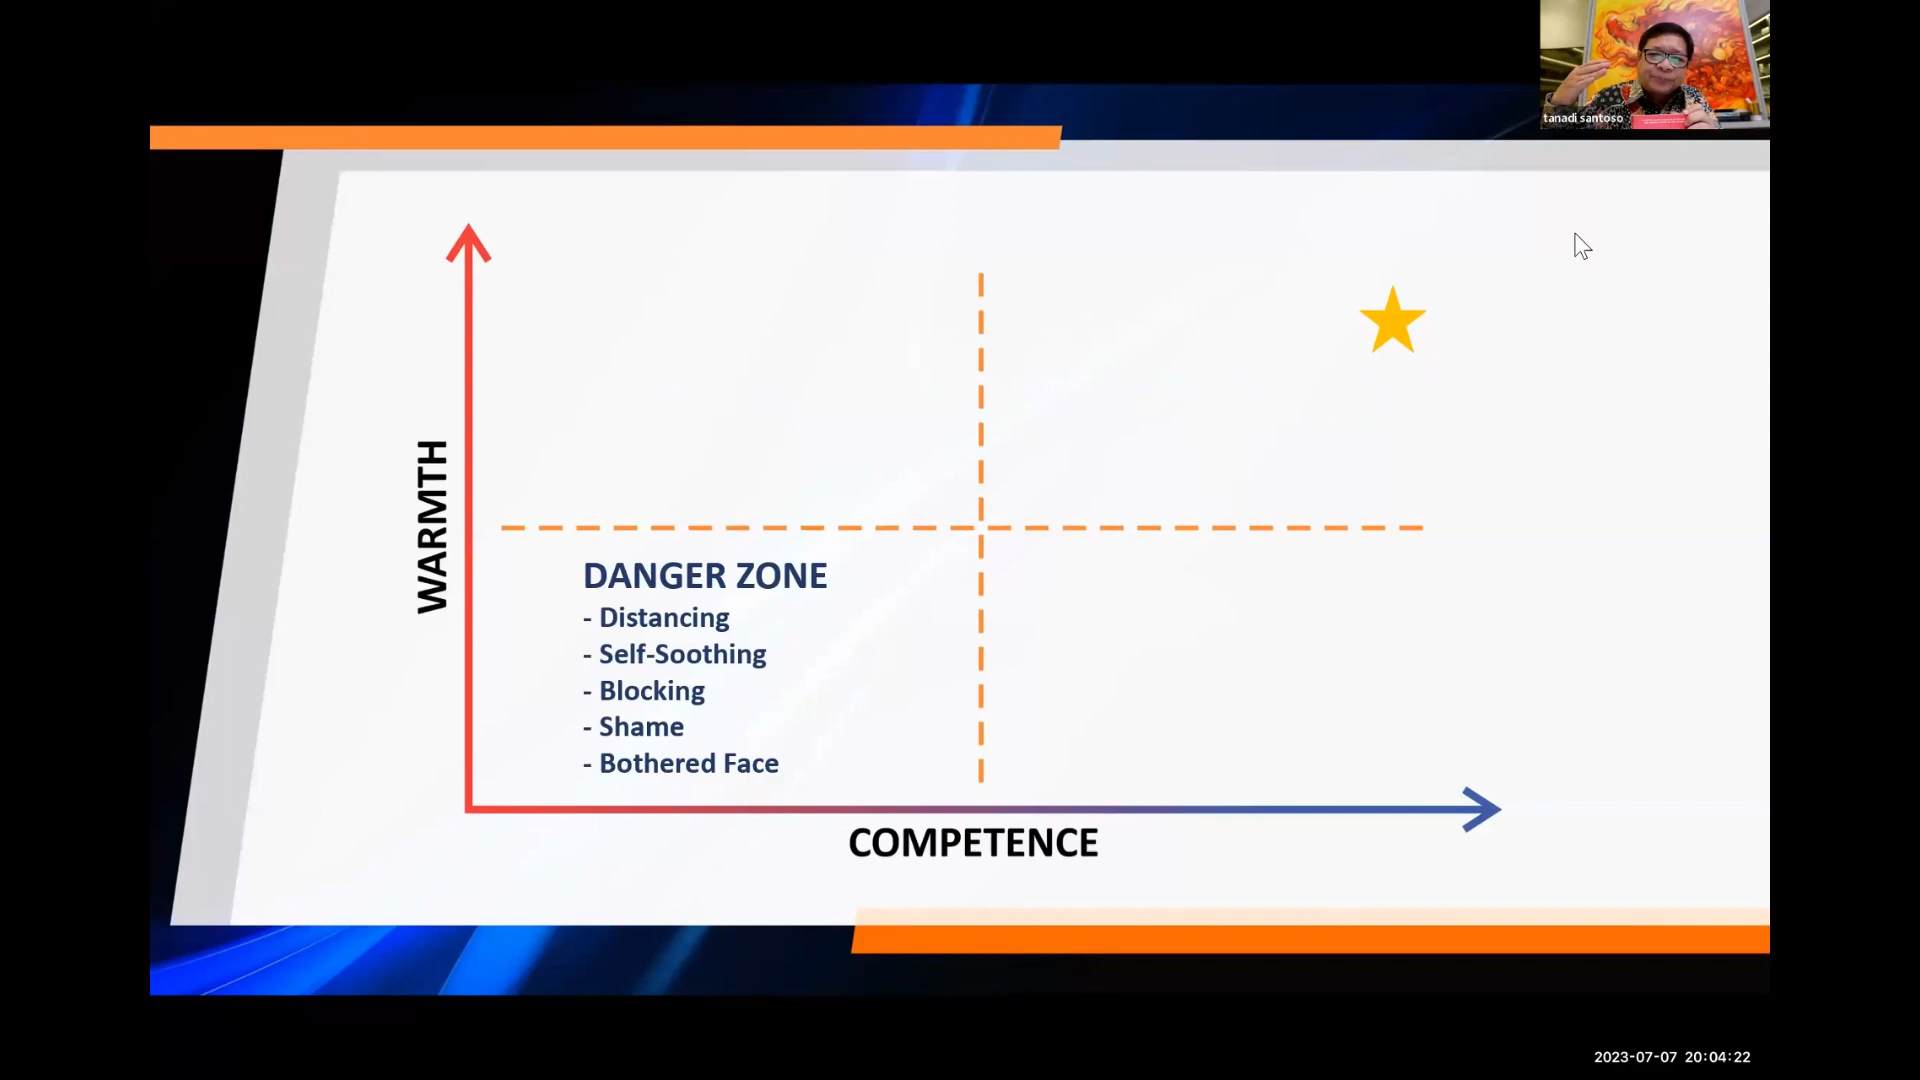 tanadi santoso
WARMTH
DANGER ZONE
- Distancing
- Self-Soothing
- Blocking
- Shame
- Bothered Face
COMPETENCE
2023-07-07 20:04:22